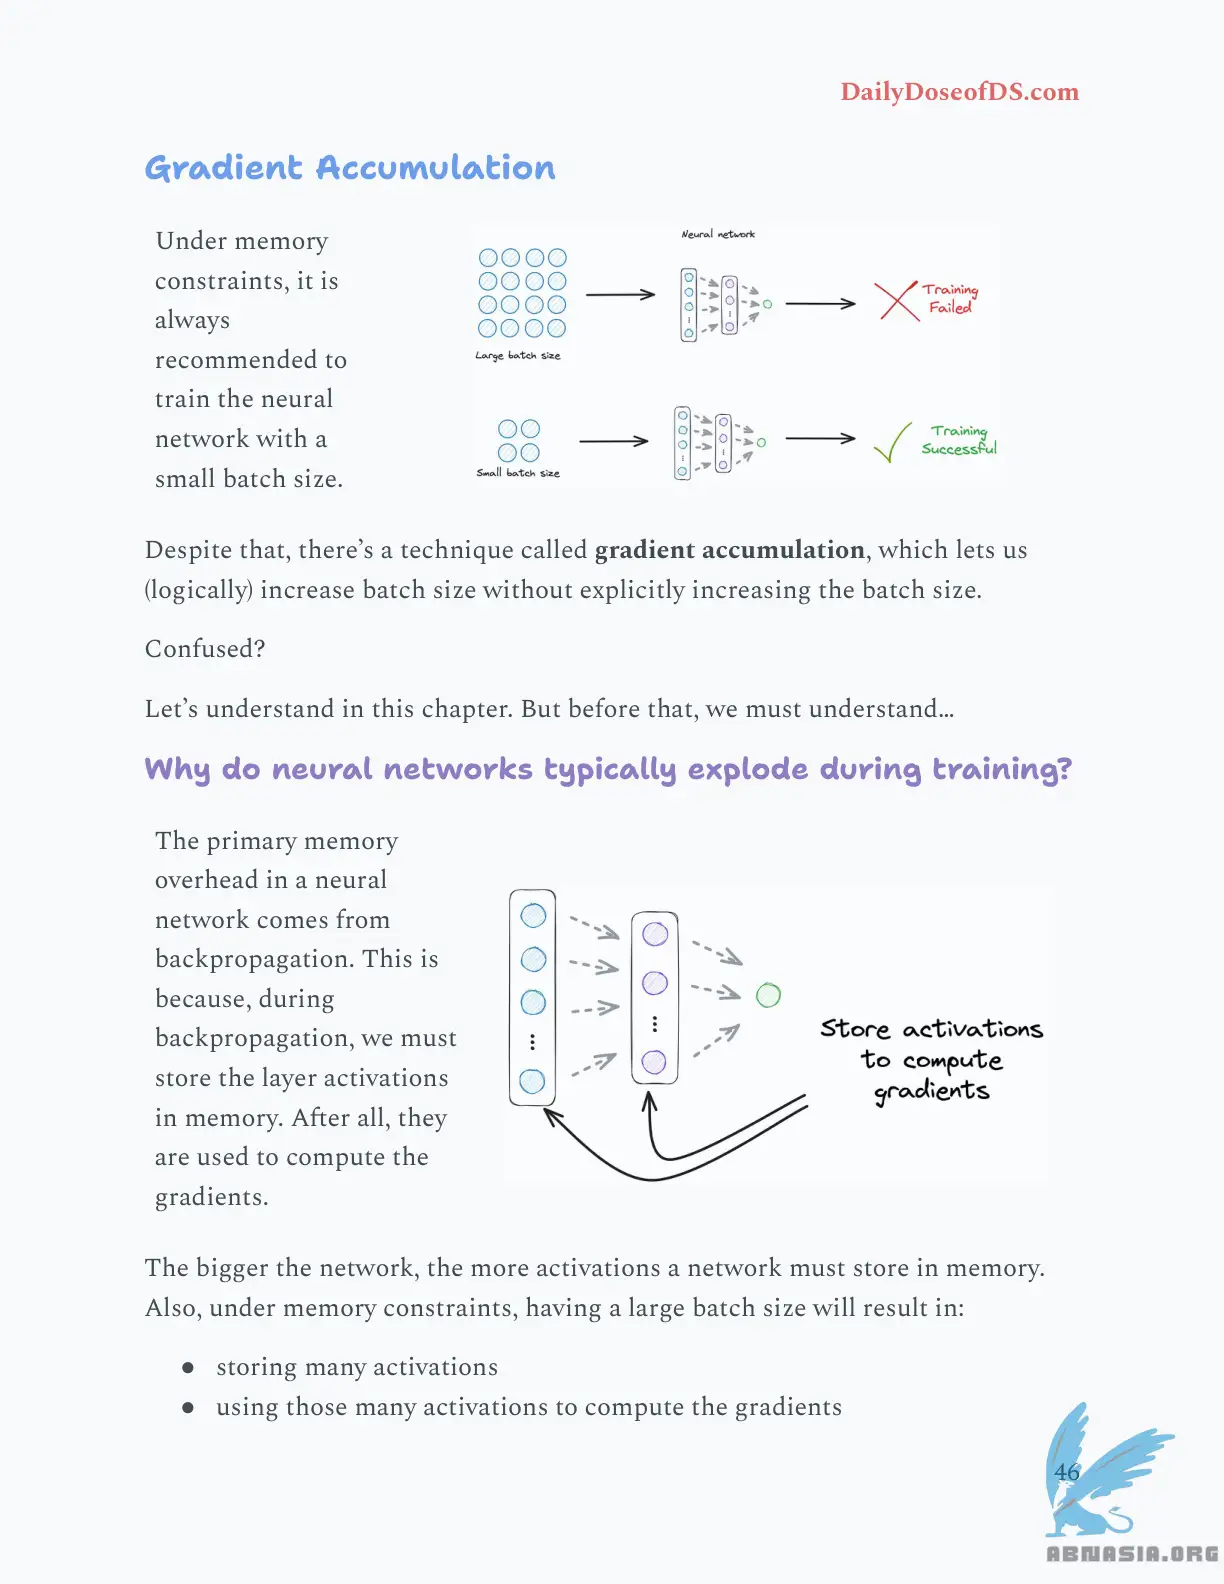 DailyDoseofDS.com
Gradient Accumulation
Under memory
constraints, it is
always
recommended to
train the neural
network with a
small batch size.
Neural network
Large batch size
Training
Failed
Small batch size
Training
Successful
Despite that, there’s a technique called gradient accumulation, which lets us
(logically) increase batch size without explicitly increasing the batch size.
Confused?
Let’s understand in this chapter. But before that, we must understand…
Why do neural networks typically explode during training?
The primary memory
overhead in a neural
network comes from
backpropagation. This is
because, during
backpropagation, we must
store the layer activations
in memory. After all, they
are used to compute the
gradients.
Store activations
to compute
gradients
The bigger the network, the more activations a network must store in memory.
Also, under memory constraints, having a large batch size will result in:
● storing many activations
● using those many activations to compute the gradients
46
ABNASIA.ORG